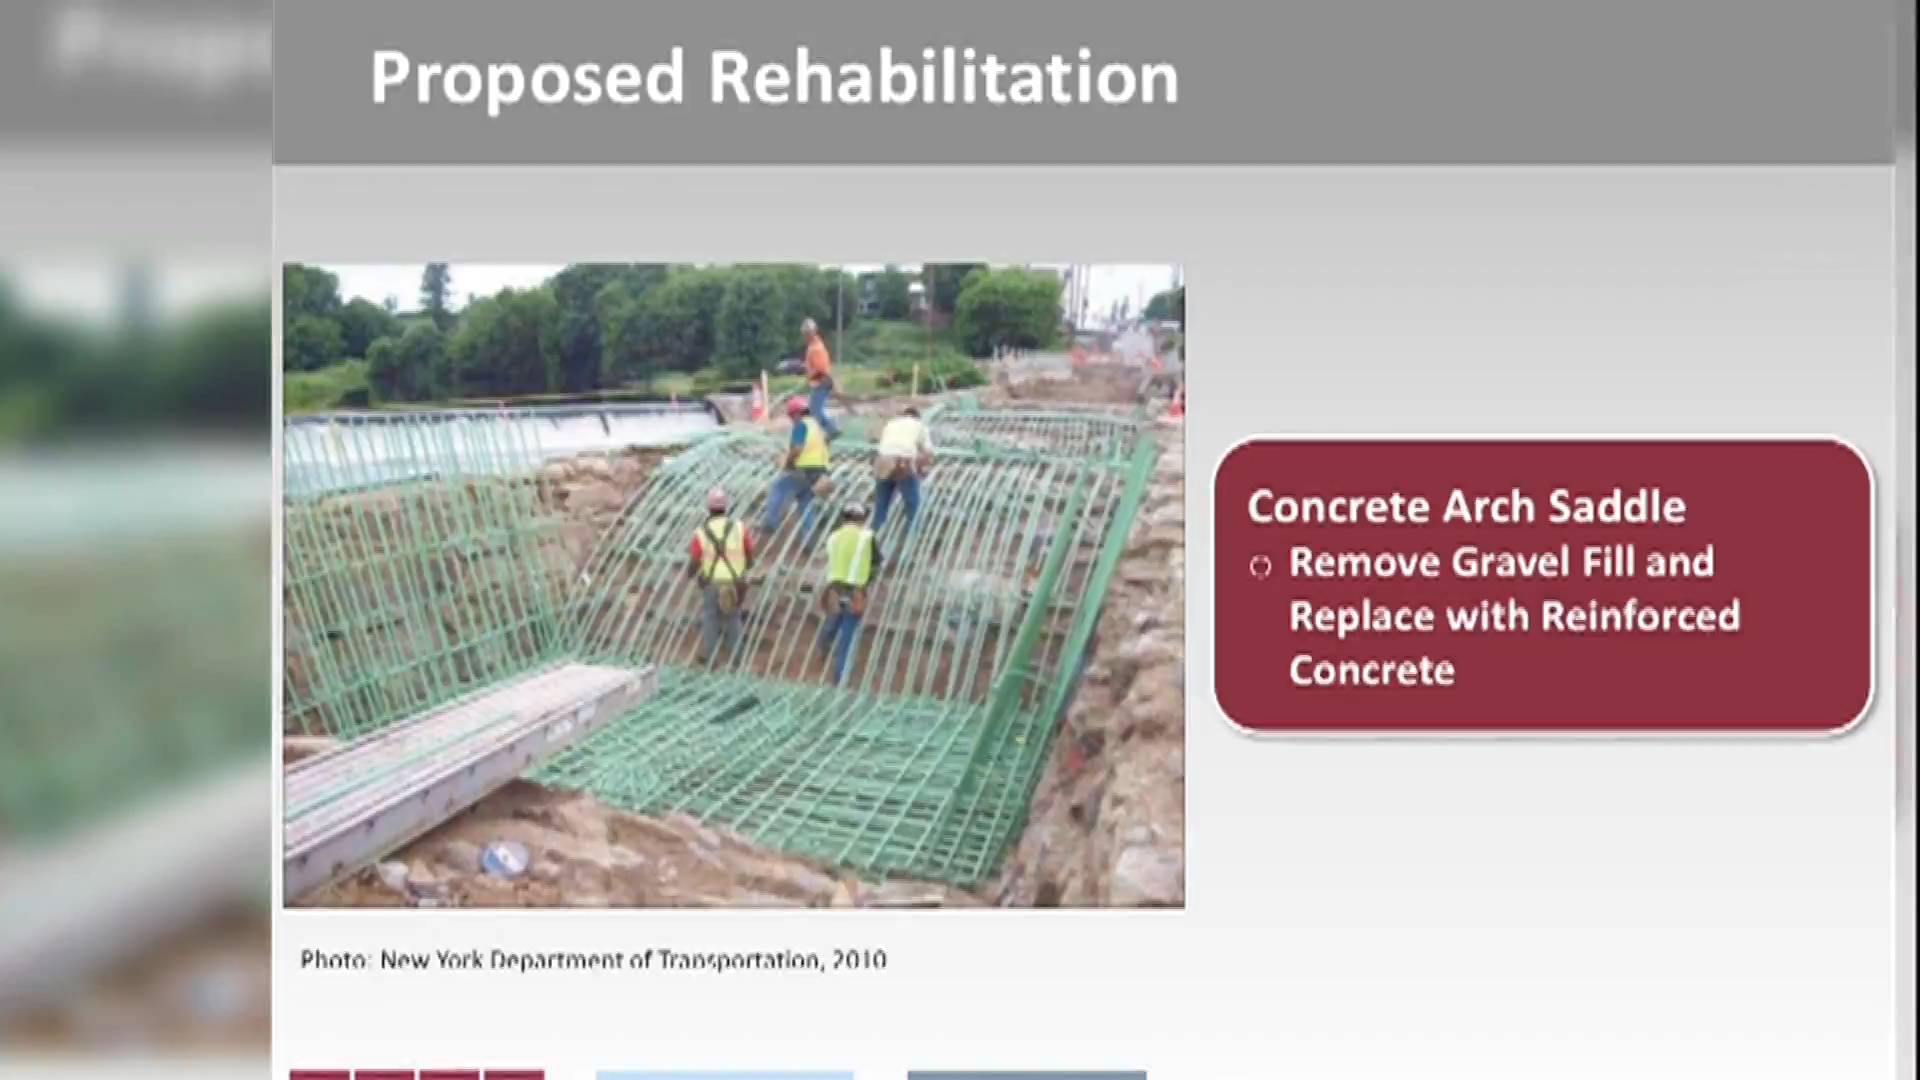 Proposed Rehabilitation
Concrete Arch Saddle
Remove Gravel Fill and
Replace with Reinforced
Concrete
Photo: New York Department of Transportation, 2010